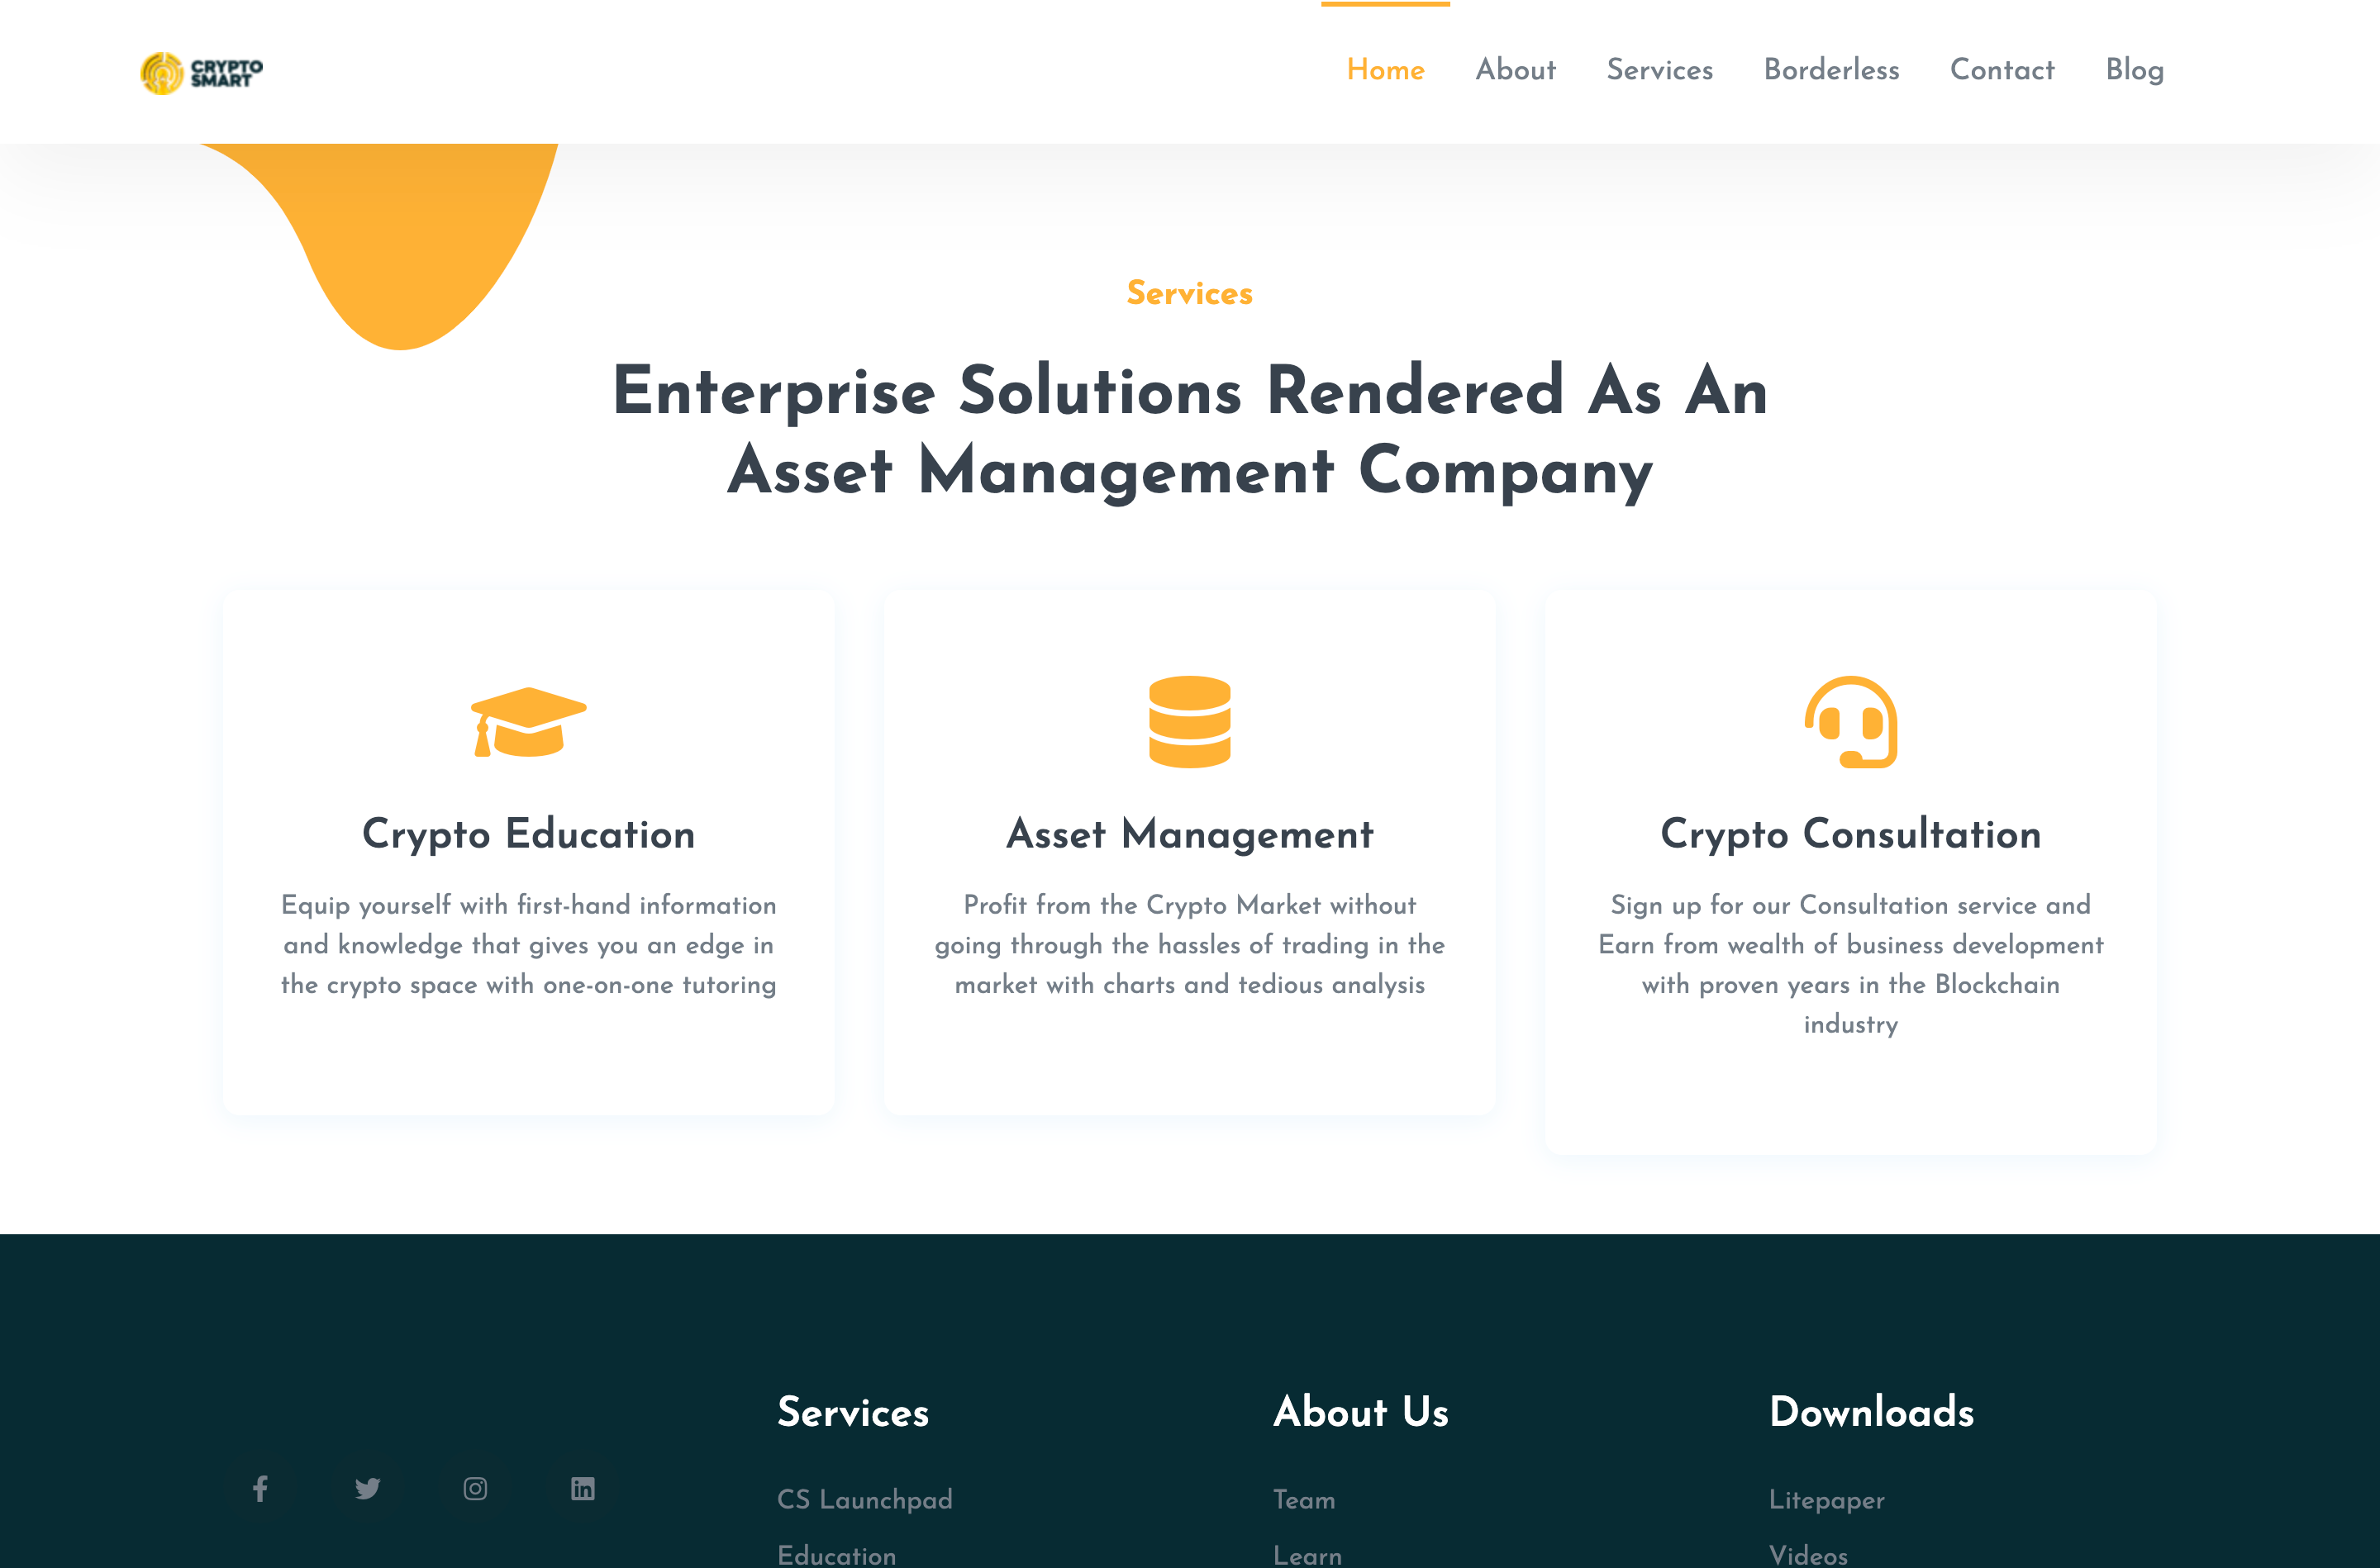 CRYPTO
SMART
Home
About
Services
Borderless
Contact
Blog
Services
Enterprise Solutions Rendered As An
Asset Management Company
Crypto Education
Equip yourself with first-hand information
and knowledge that gives you an edge in
the crypto space with one-on-one tutoring
Asset Management
Profit from the Crypto Market without
going through the hassles of trading in the
market with charts and tedious analysis
Crypto Consultation
Sign up for our Consultation service and
Earn from wealth of business development
with proven years in the Blockchain
industry
Services
CS Launchpad
Education
About Us
Team
Learn
Downloads
Litepaper
Videos